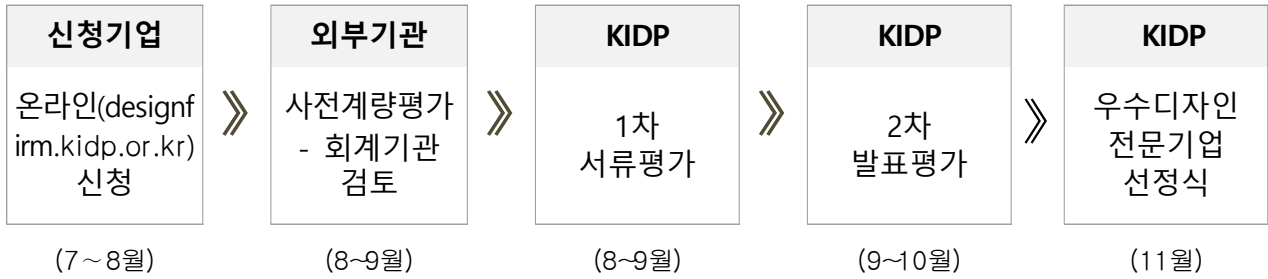 신청기업
온라인(designf
irm.kidp.or.kr)
신청
(7~8월)
외부기관
사전계량평가
- 회계기관
검토
(8~9월)
KIDP
1차
서류평가
(8~9월)
KIDP
2차
발표평가
(9~10월)
KIDP
우수디자인
전문기업
선정식
(11월)